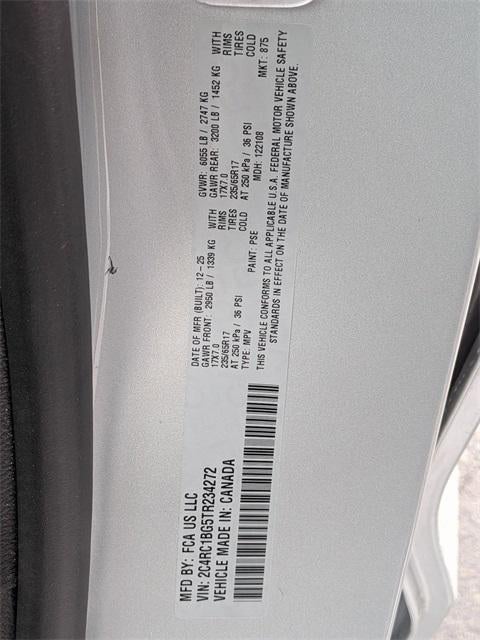 MFD BY: FCA US LLC
VIN: 2C4RC1BG5TR234272
VEHICLE MADE IN: CANADA
DATE OF MFR (BUILT): 12-25 GVWR: 6055 LB / 2747 KG
GAWR FRONT: 2950 LB / 1339 KG WITH GAWR REAR: 3200 LB / 1452 KG WITH
17X7.0 RIMS 17X7.0 RIMS
235/65R17 TIRES 235/65R17 TIRES
AT 250 kPa / 36 PSI COLD AT 250 kPa / 36 PSI COLD
TYPE: MPV PAINT: PSE MDH: 122108 MKT: 875
THIS VEHICLE CONFORMS TO ALL APPLICABLE U.S.A. FEDERAL MOTOR VEHICLE SAFETY
STANDARDS IN EFFECT ON THE DATE OF MANUFACTURE SHOWN ABOVE.